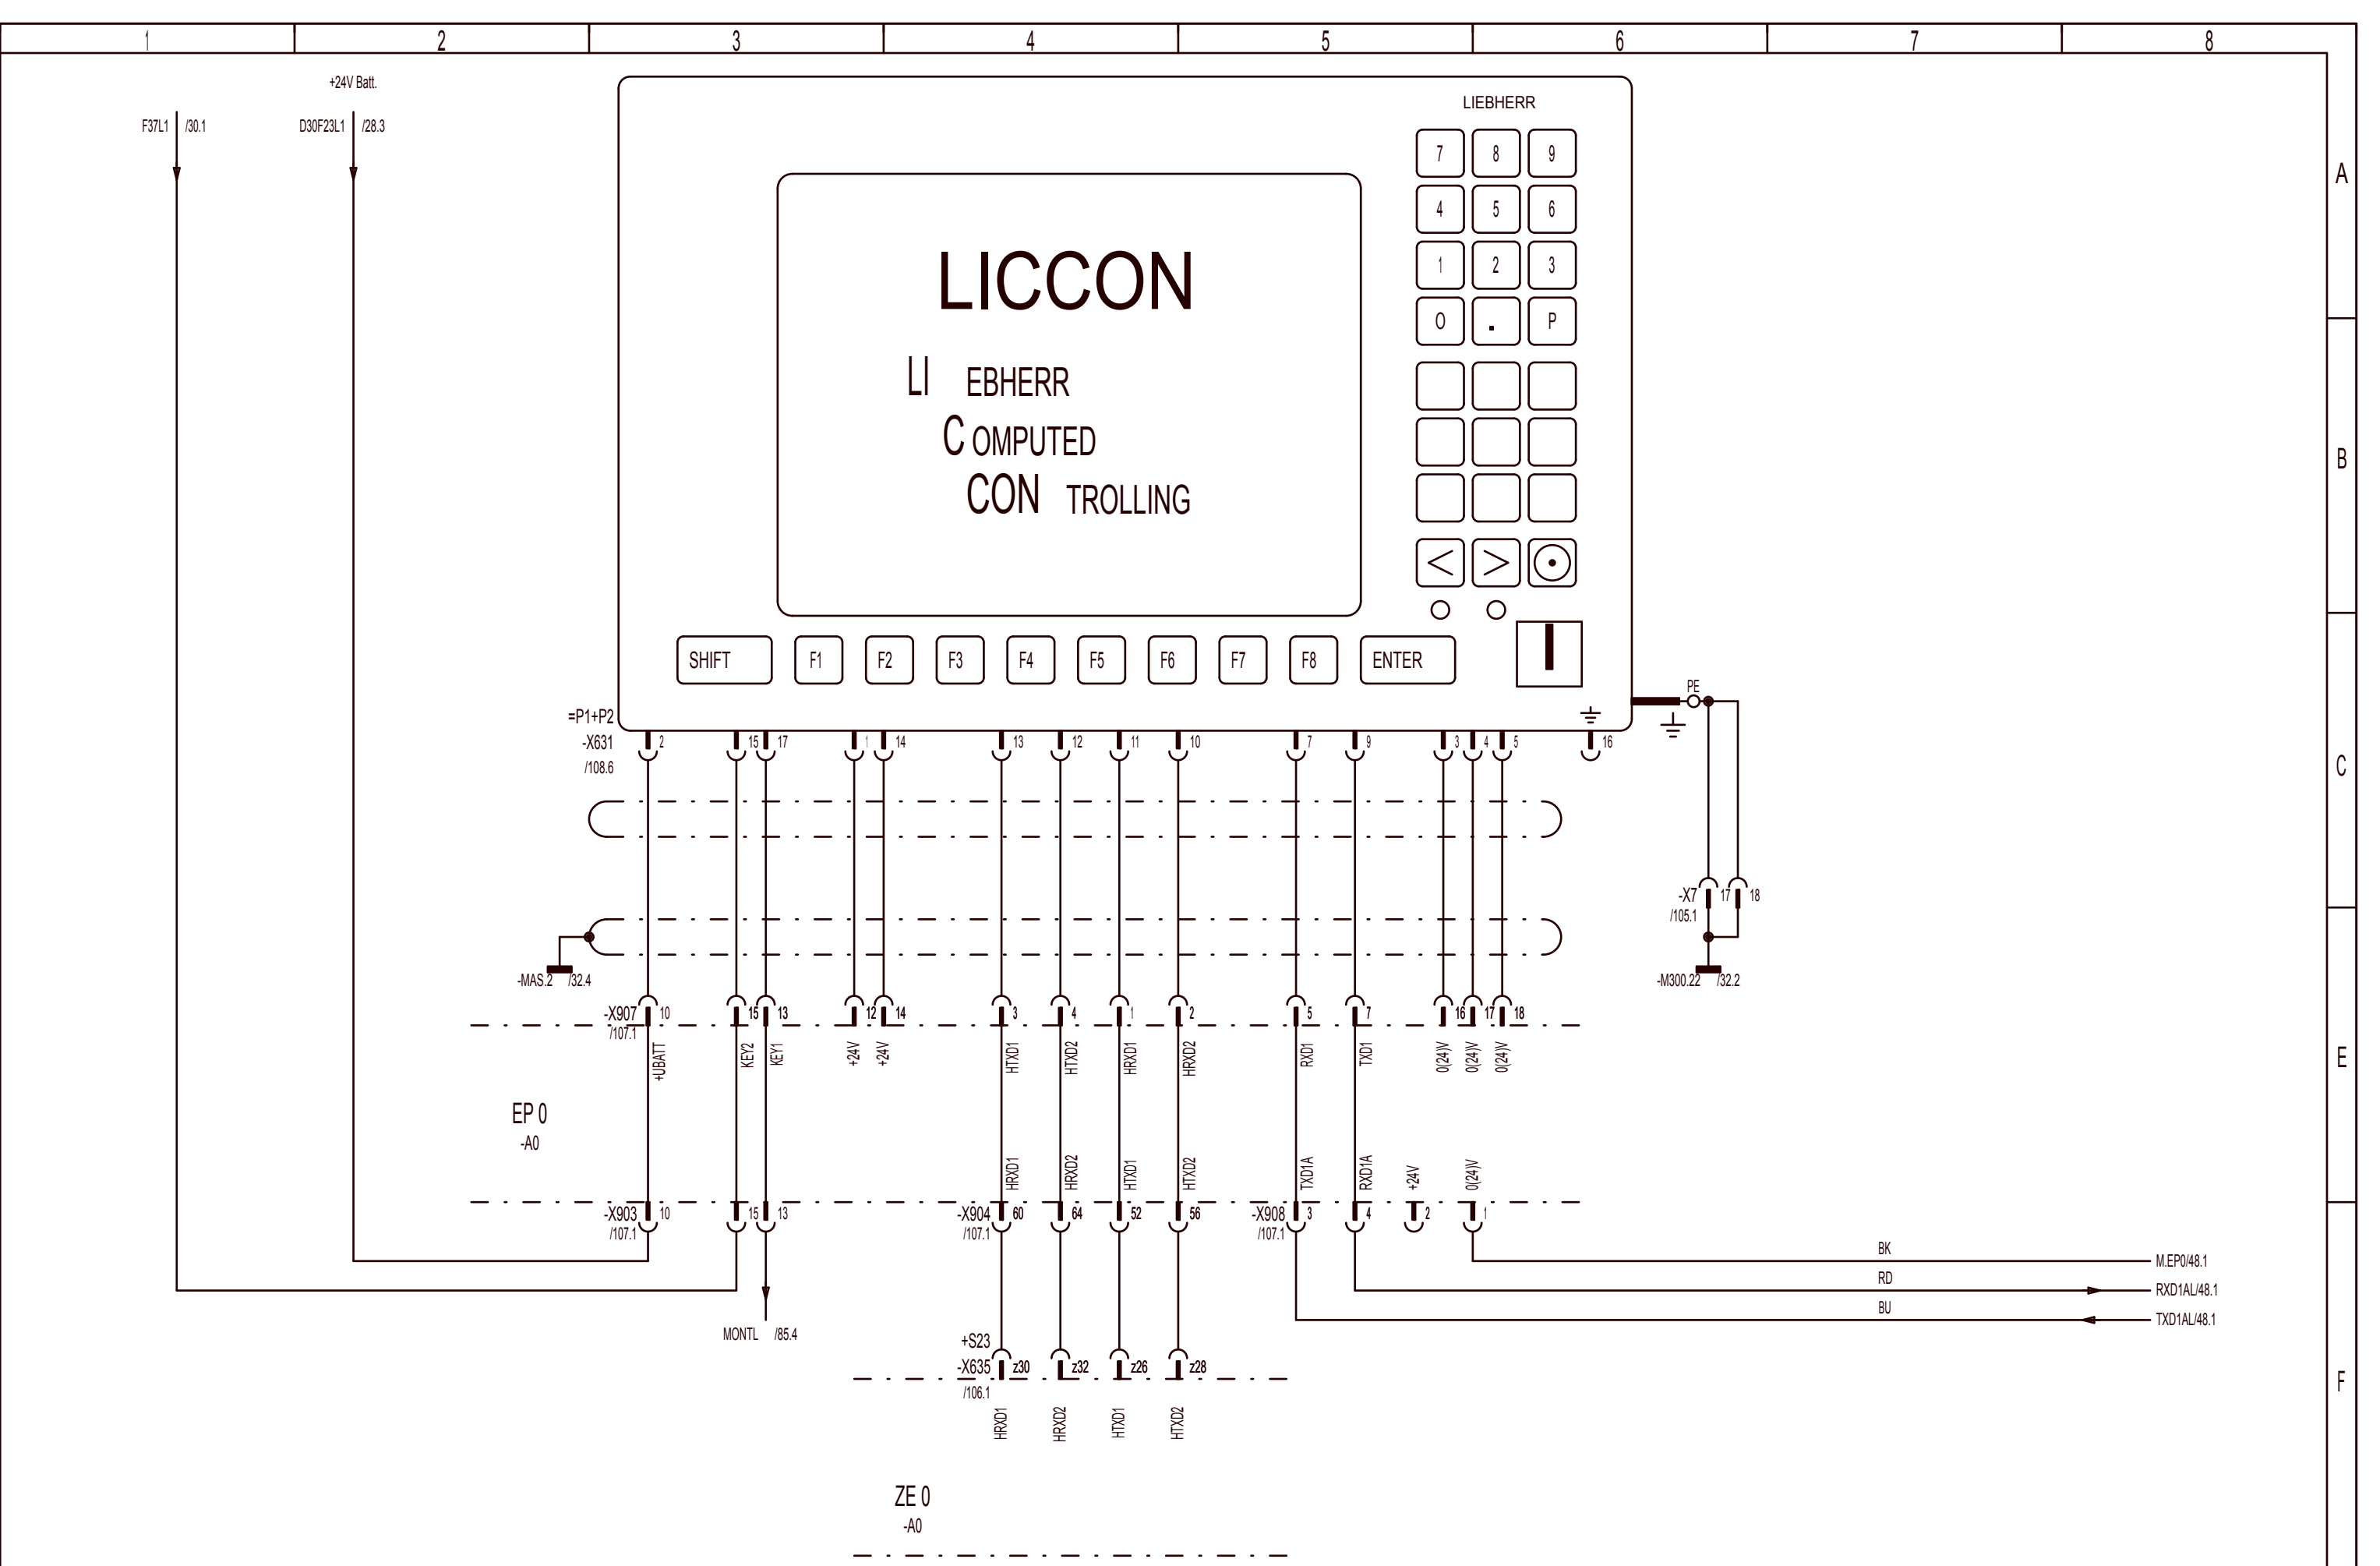 1 2 3 4 5 6 7 8
+24V Batt.
F37L1 /30.1 D30F23L1 /28.3
LIEBHERR
7 8 9
A
4 5 6
1 2 3
LICCON
O . P
LI EBHERR
C OMPUTED
B
CON TROLLING
< >
SHIFT F1 F2 F3 F4 F5 F6 F7 F8 ENTER
PE
=P1+P2
-X631 2 15 17 1 14 13 12 11 10 7 9 3 4 5 16
/108.6
C
-X7 17 18
/105.1
-MAS.2 /32.4
-M300.22 /32.2
-X907 10 15 13 12 14 3 4 1 2 5 7 16 17 18
/107.1
+UBATT KEY2 KEY1 +24V +24V HTXD1 HTXD2 HRXD1 HRXD2 RXD1 TXD1 0(24)V 0(24)V 0(24)V
E
EP 0
-A0
HRXD1 HRXD2 HTXD1 HTXD2 TXD1A RXD1A +24V 0(24)V
-X903 10 15 13 -X904 60 64 52 56 -X908 3 4 2 1
/107.1 /107.1 /107.1
BK M.EP0/48.1
RD RXD1AL/48.1
BU TXD1AL/48.1
MONTL /85.4
+S23
-X635 z30 z32 z26 z28
/106.1
F
HRXD1 HRXD2 HTXD1 HTXD2
ZE 0
-A0